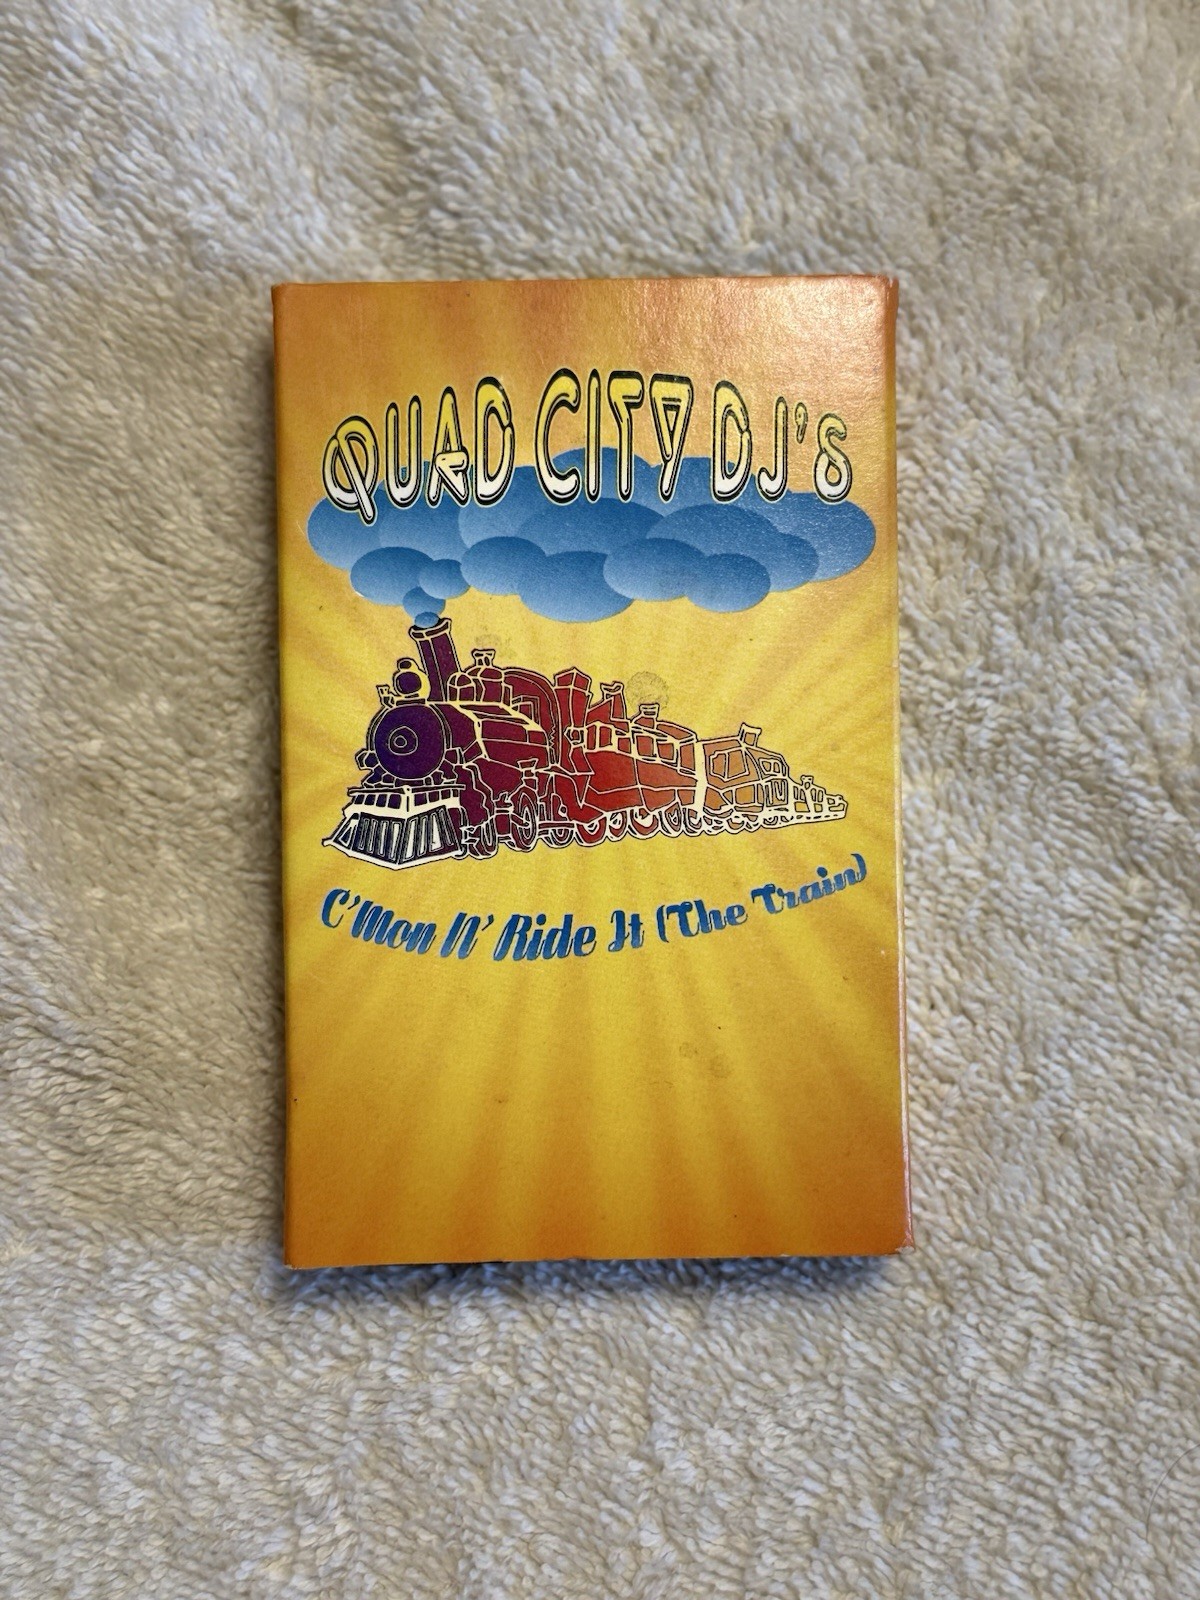 QUAD CITY DJ'S
C'Mon N' Ride It (The Train)